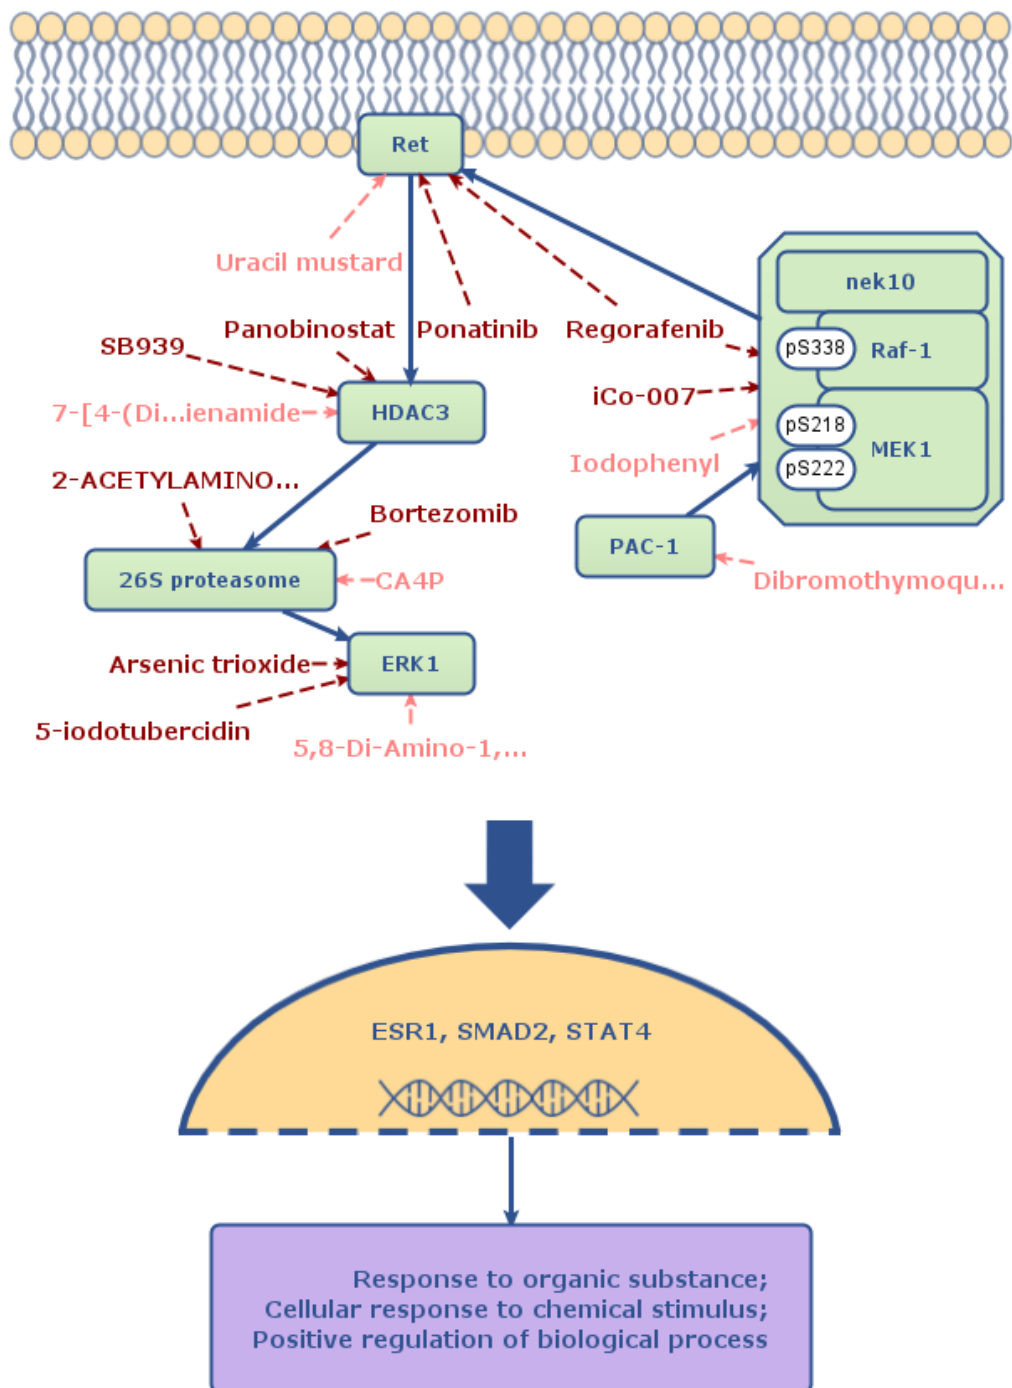 Ret
Uracil mustard
nek10
Panobinostat
Ponatinib
Regorafenib
SB939
pS338
Raf-1
iCo-007
7-[4-(Di...ienamide
HDAC3
pS218
MEK1
Iodophenyl
pS222
2-ACETYLAMINO...
Bortezomib
PAC-1
26S proteasome
CA4P
Dibromothymoqu...
Arsenic trioxide
ERK1
5-iodotubercidin
5,8-Di-Amino-1,...
ESR1, SMAD2, STAT4
Response to organic substance;
Cellular response to chemical stimulus;
Positive regulation of biological process